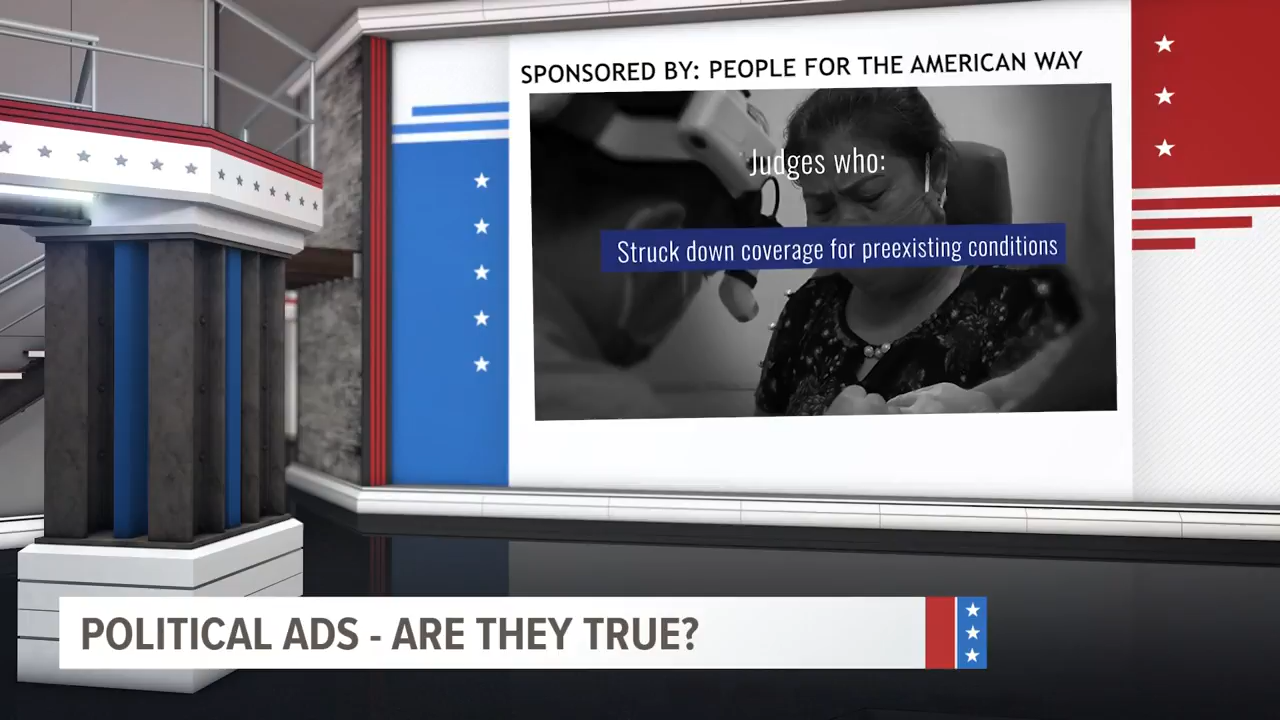 SPONSORED BY: PEOPLE FOR THE AMERICAN WAY
Judges who:
Struck down coverage for preexisting conditions
POLITICAL ADS - ARE THEY TRUE?